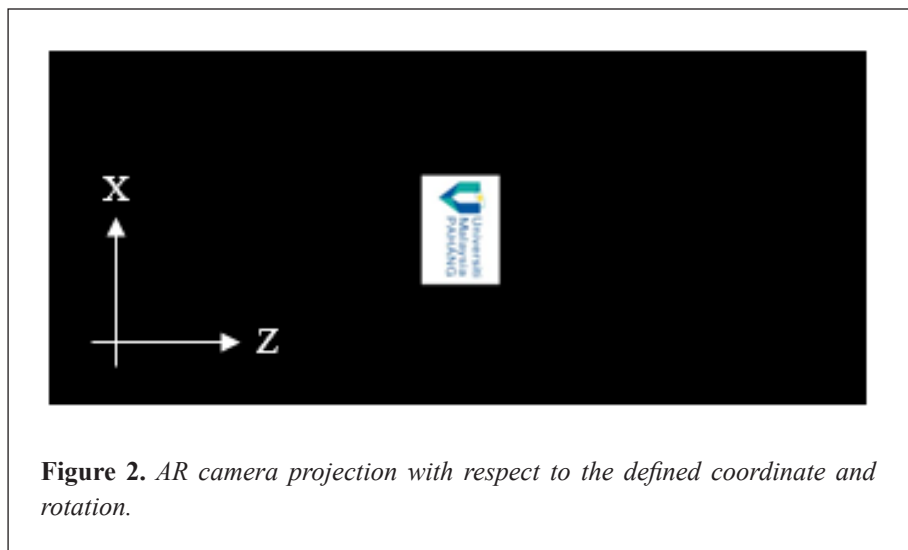 X
Z
Universiti
Malaysia
PAHANG
Figure 2. AR camera projection with respect to the defined coordinate and
rotation.